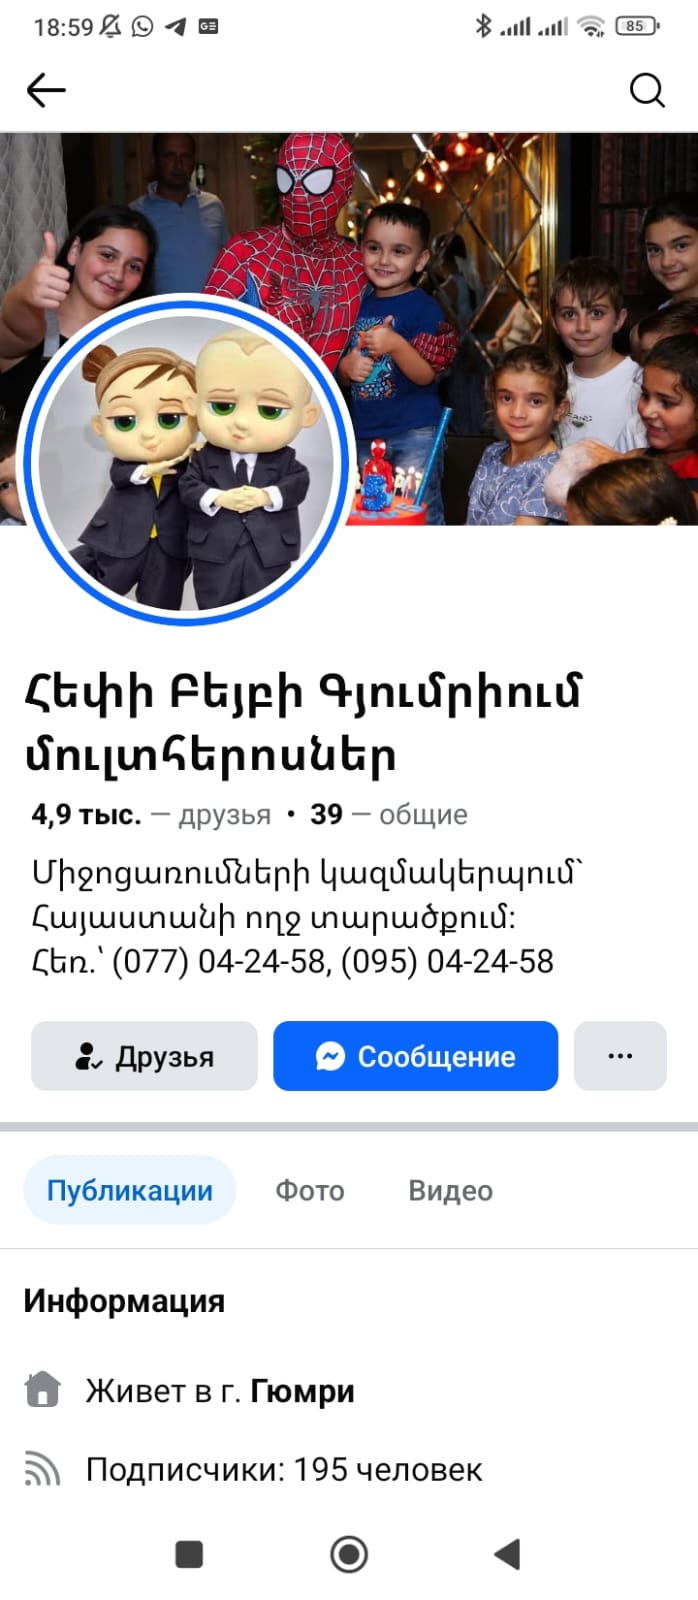 18:59
85
Հեփի Բեյբի Գյումրիում
մուլտհերոսներ
4,9 тыс. — друзья • 39 — общие
Միջոցառումների կազմակերպում՝
Հայաստանի ողջ տարածքում:
Հեռ.՝ (077) 04-24-58, (095) 04-24-58
Друзья
Сообщение
Публикации
Фото
Видео
Информация
Живет в г. Гюмри
Подписчики: 195 человек